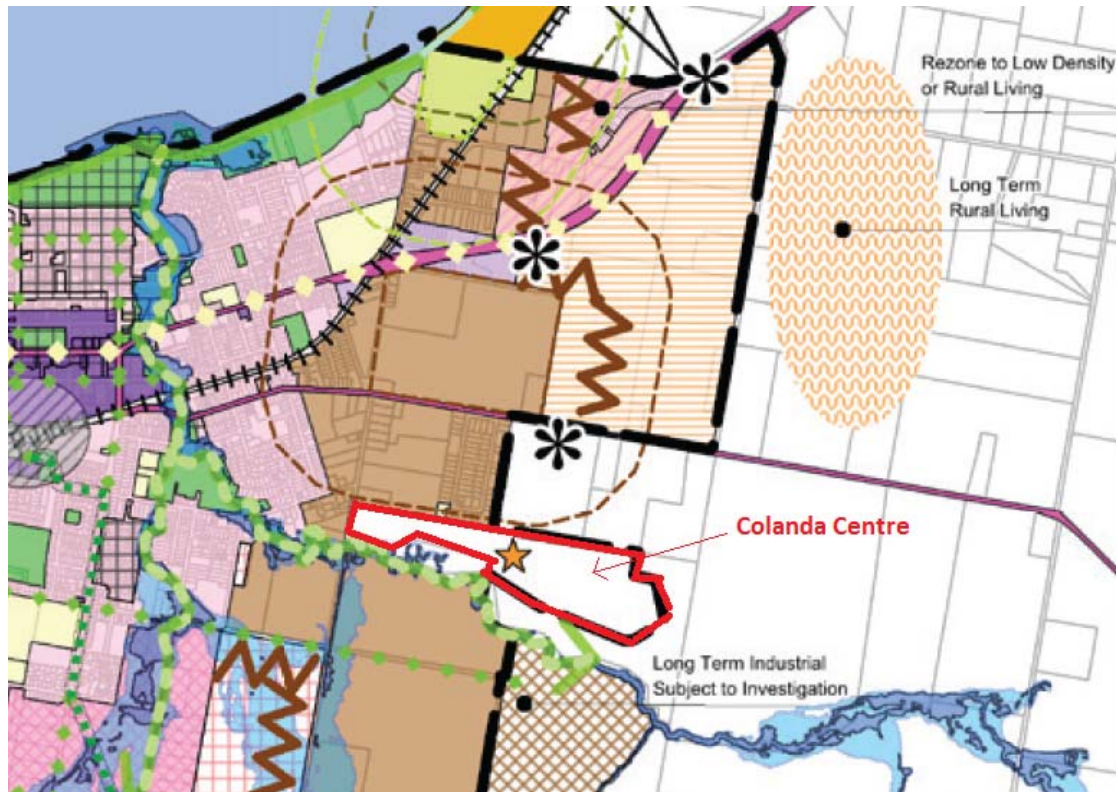 Rezone to Low Density
or Rural Living
Long Term
Rural Living
Colanda Centre
Long Term Industrial
Subject to Investigation